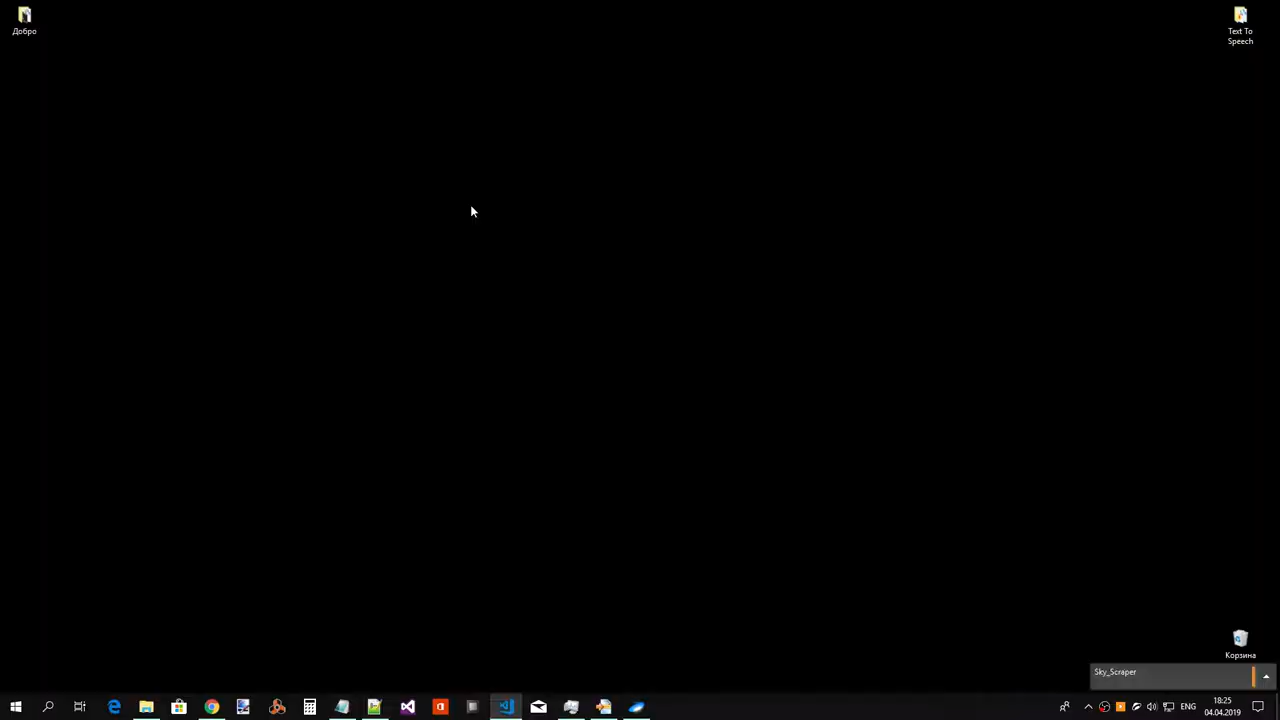 Добро
Text To
Speech
Корзина
Sky_Scraper
ENG
18:25
04.04.2019